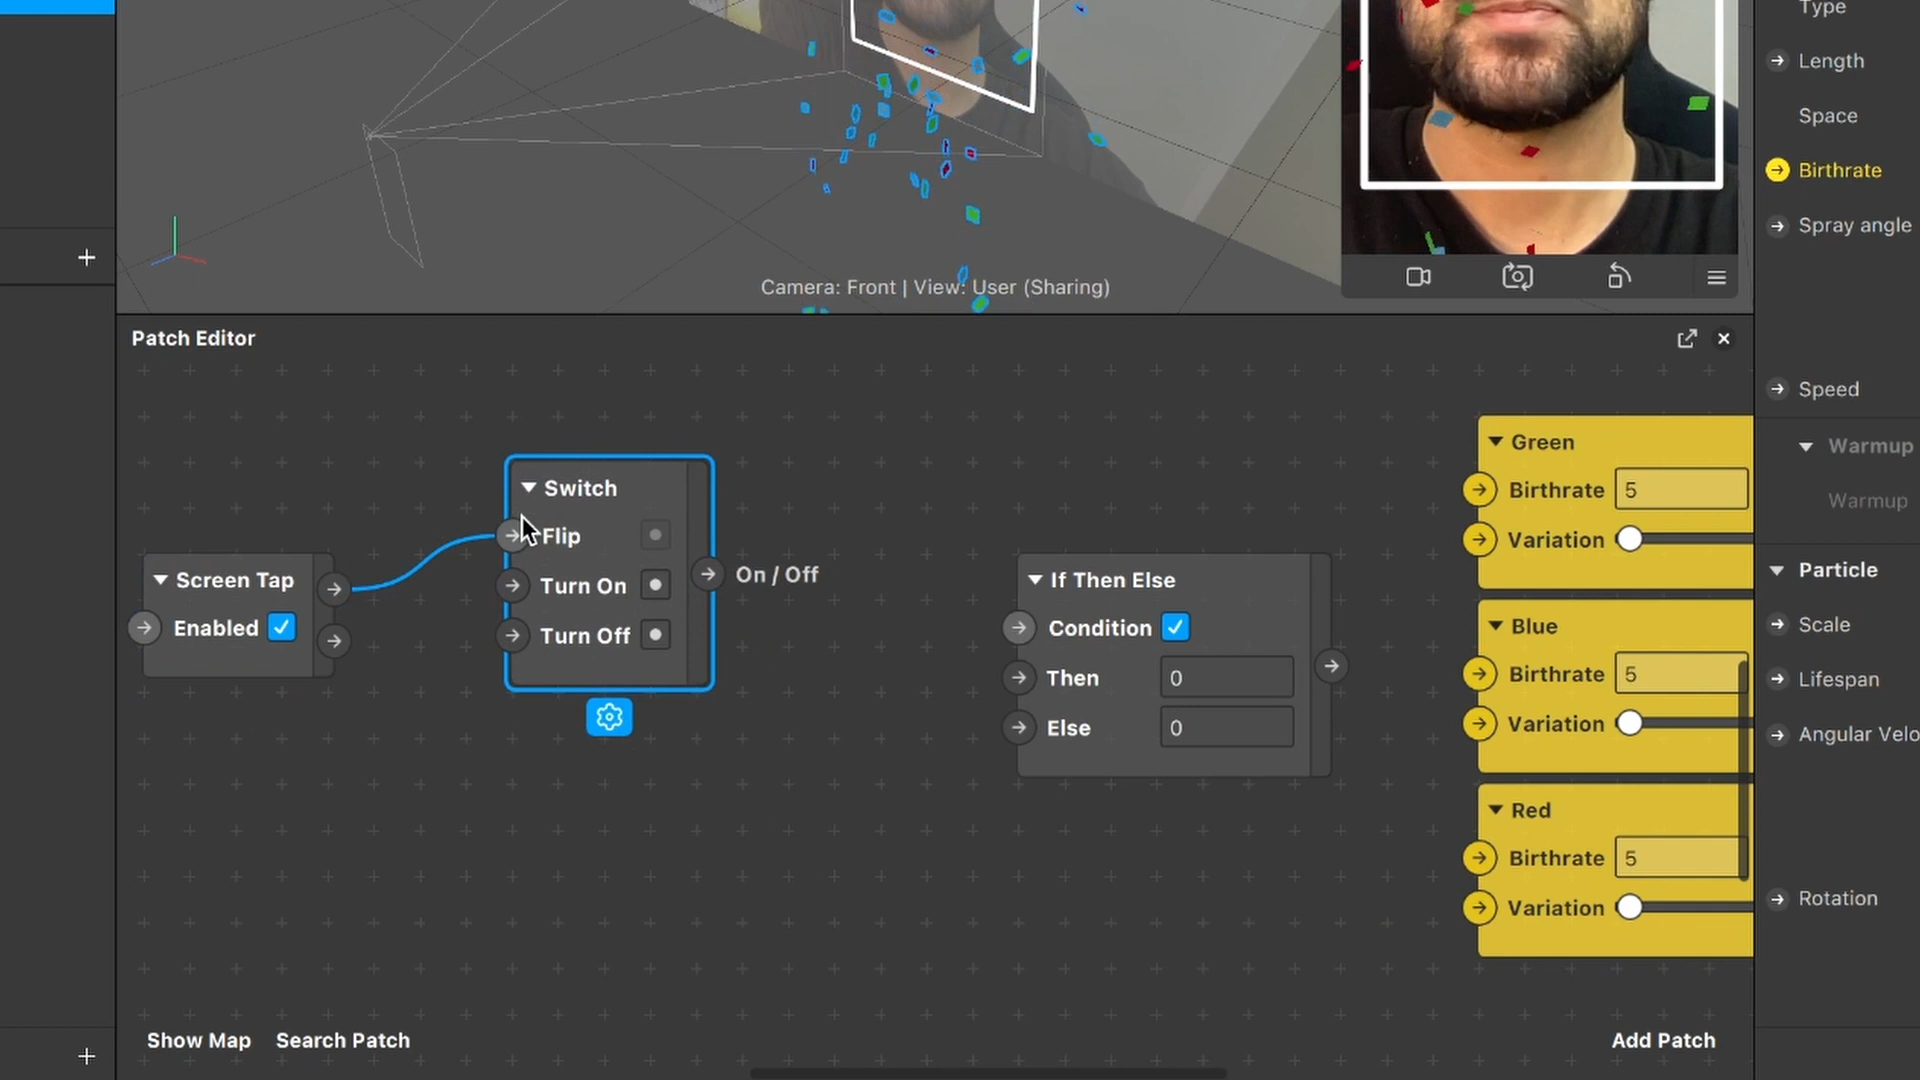 Type
Length
Space
Birthrate
Spray angle
Camera: Front | View: User (Sharing)
Patch Editor
Speed
Warmup
Warmup
Particle
Scale
Lifespan
Angular Velo
Rotation
Screen Tap
Enabled
Switch
Flip
Turn On
Turn Off
On / Off
If Then Else
Condition
Then 0
Else 0
Green
Birthrate 5
Variation
Blue
Birthrate 5
Variation
Red
Birthrate 5
Variation
Show Map Search Patch
Add Patch